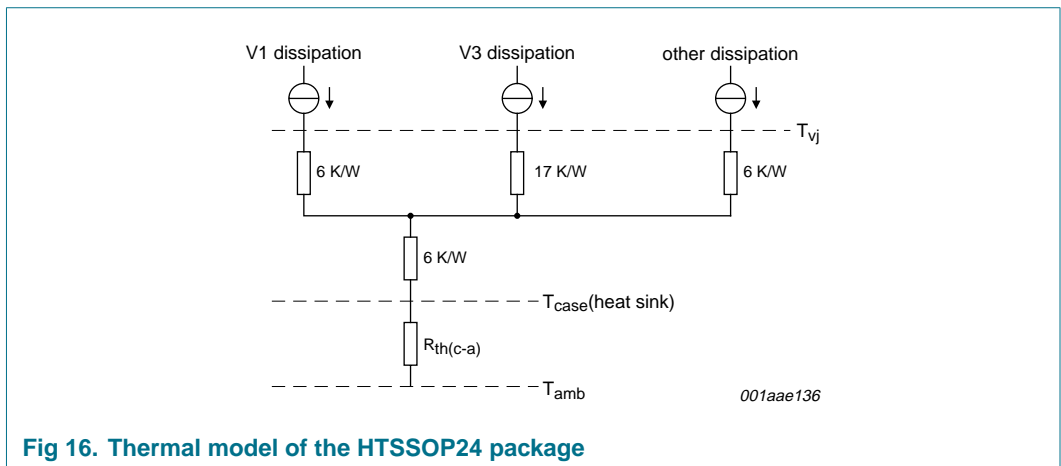 V1 dissipation V3 dissipation other dissipation
Tvj
6 K/W 17 K/W 6 K/W
6 K/W
Tcase(heat sink)
Rth(c-a)
Tamb
001aae136
Fig 16. Thermal model of the HTSSOP24 package